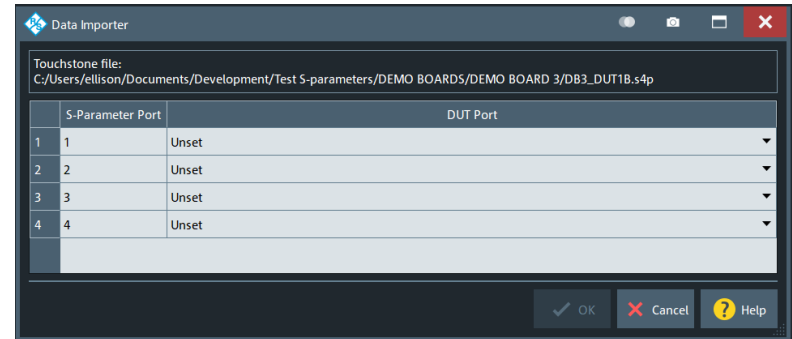 Data Importer
Touchstone file:
C:/Users/ellison/Documents/Development/Test S-parameters/DEMO BOARDS/DEMO BOARD 3/DB3_DUT1B.s4p
S-Parameter Port DUT Port
1 1 Unset
2 2 Unset
3 3 Unset
4 4 Unset
OK Cancel ? Help